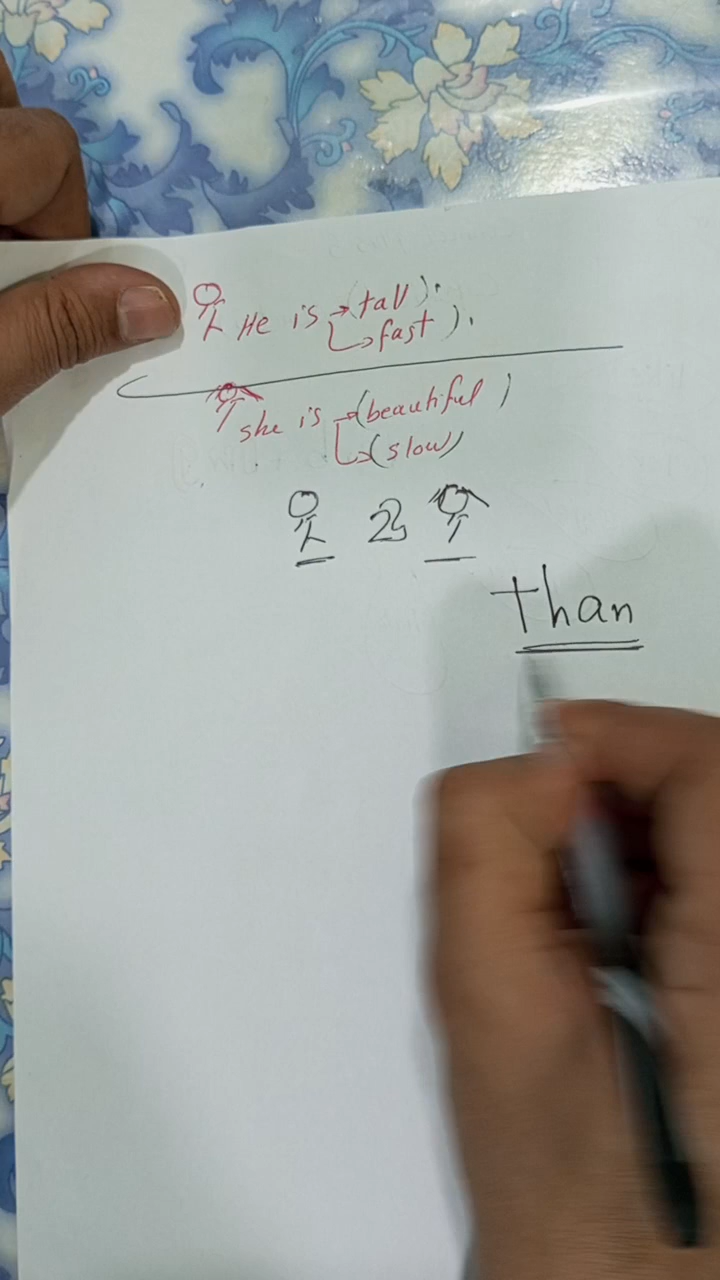 He is → (tall).
→ fast).
she is → (beautiful)
→ (slow)
than